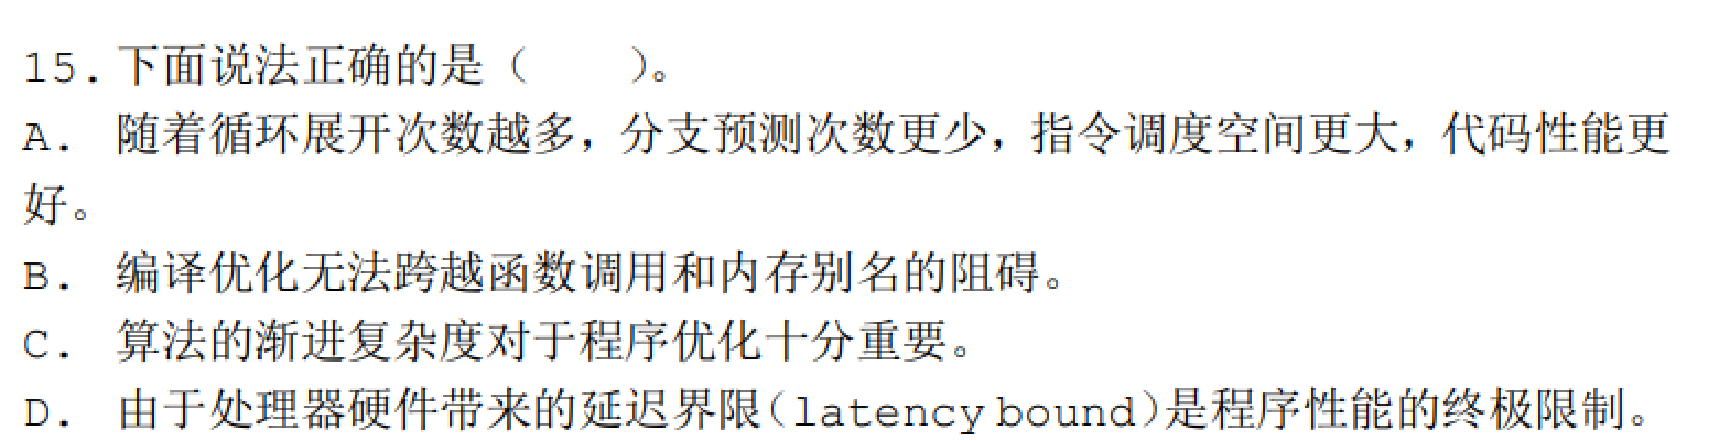 15.下面说法正确的是（　　）。
A. 随着循环展开次数越多，分支预测次数更少，指令调度空间更大，代码性能更
好。
B. 编译优化无法跨越函数调用和内存别名的阻碍。
C. 算法的渐进复杂度对于程序优化十分重要。
D. 由于处理器硬件带来的延迟界限(latency bound)是程序性能的终极限制。